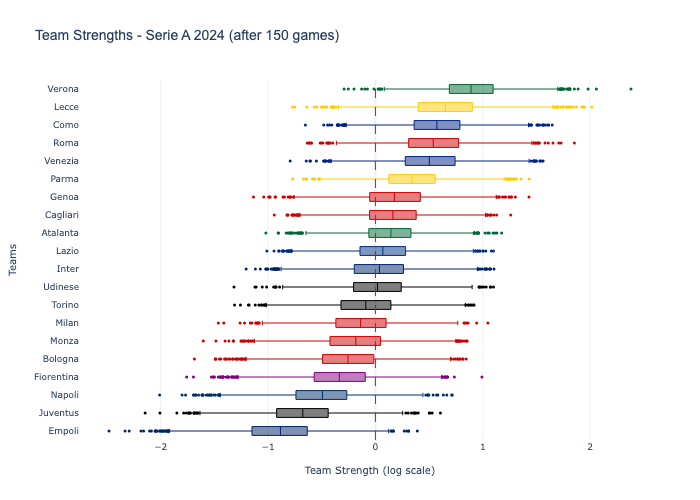 Team Strengths - Serie A 2024 (after 150 games)
Verona
Lecce
Como
Roma
Venezia
Parma
Genoa
Cagliari
Atalanta
Lazio
Inter
Udinese
Torino
Milan
Monza
Bologna
Fiorentina
Napoli
Juventus
Empoli
Teams
−2
−1
0
1
2
Team Strength (log scale)